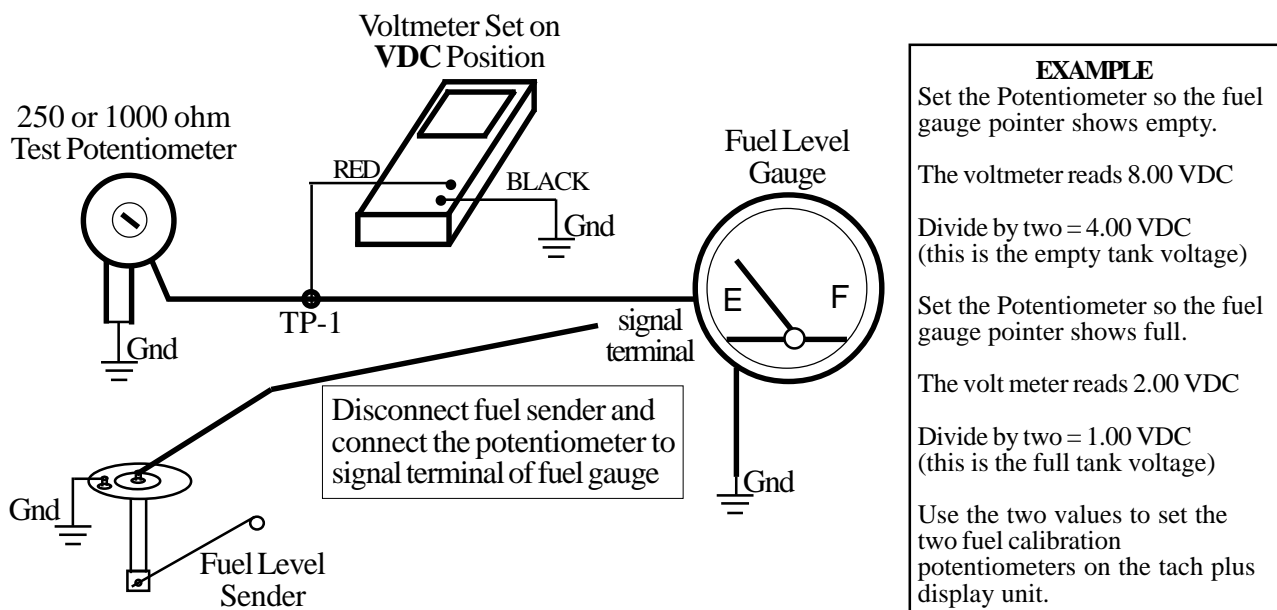 Voltmeter Set on
VDC Position
250 or 1000 ohm
Test Potentiometer
RED
BLACK
Gnd
Fuel Level
Gauge
E
F
TP-1
signal
terminal
Gnd
Disconnect fuel sender and
connect the potentiometer to
signal terminal of fuel gauge
Gnd
Gnd
Fuel Level
Sender
EXAMPLE
Set the Potentiometer so the fuel
gauge pointer shows empty.
The voltmeter reads 8.00 VDC
Divide by two = 4.00 VDC
(this is the empty tank voltage)
Set the Potentiometer so the fuel
gauge pointer shows full.
The volt meter reads 2.00 VDC
Divide by two = 1.00 VDC
(this is the full tank voltage)
Use the two values to set the
two fuel calibration
potentiometers on the tach plus
display unit.